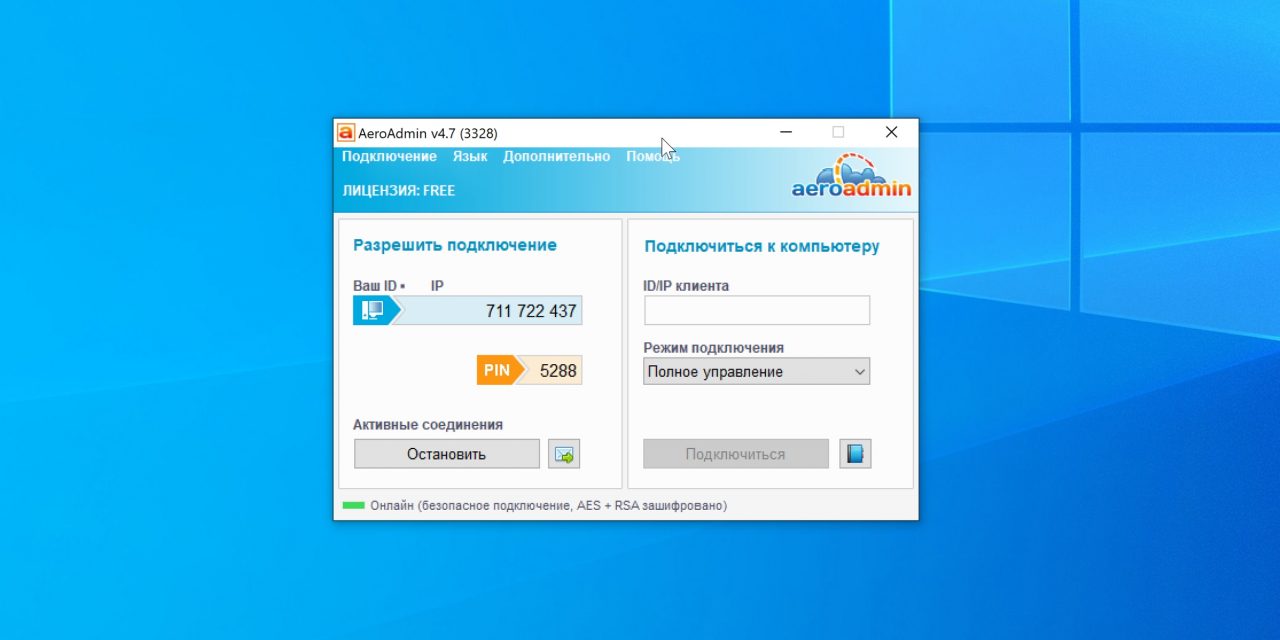 AeroAdmin v4.7 (3328)
Подключение Язык Дополнительно Помощь
ЛИЦЕНЗИЯ: FREE
aeroadmin
Разрешить подключение
Ваш ID IP
711 722 437
PIN 5288
Активные соединения
Остановить
Подключиться к компьютеру
ID/IP клиента
Режим подключения
Полное управление
Подключиться
Онлайн (безопасное подключение, AES + RSA зашифровано)